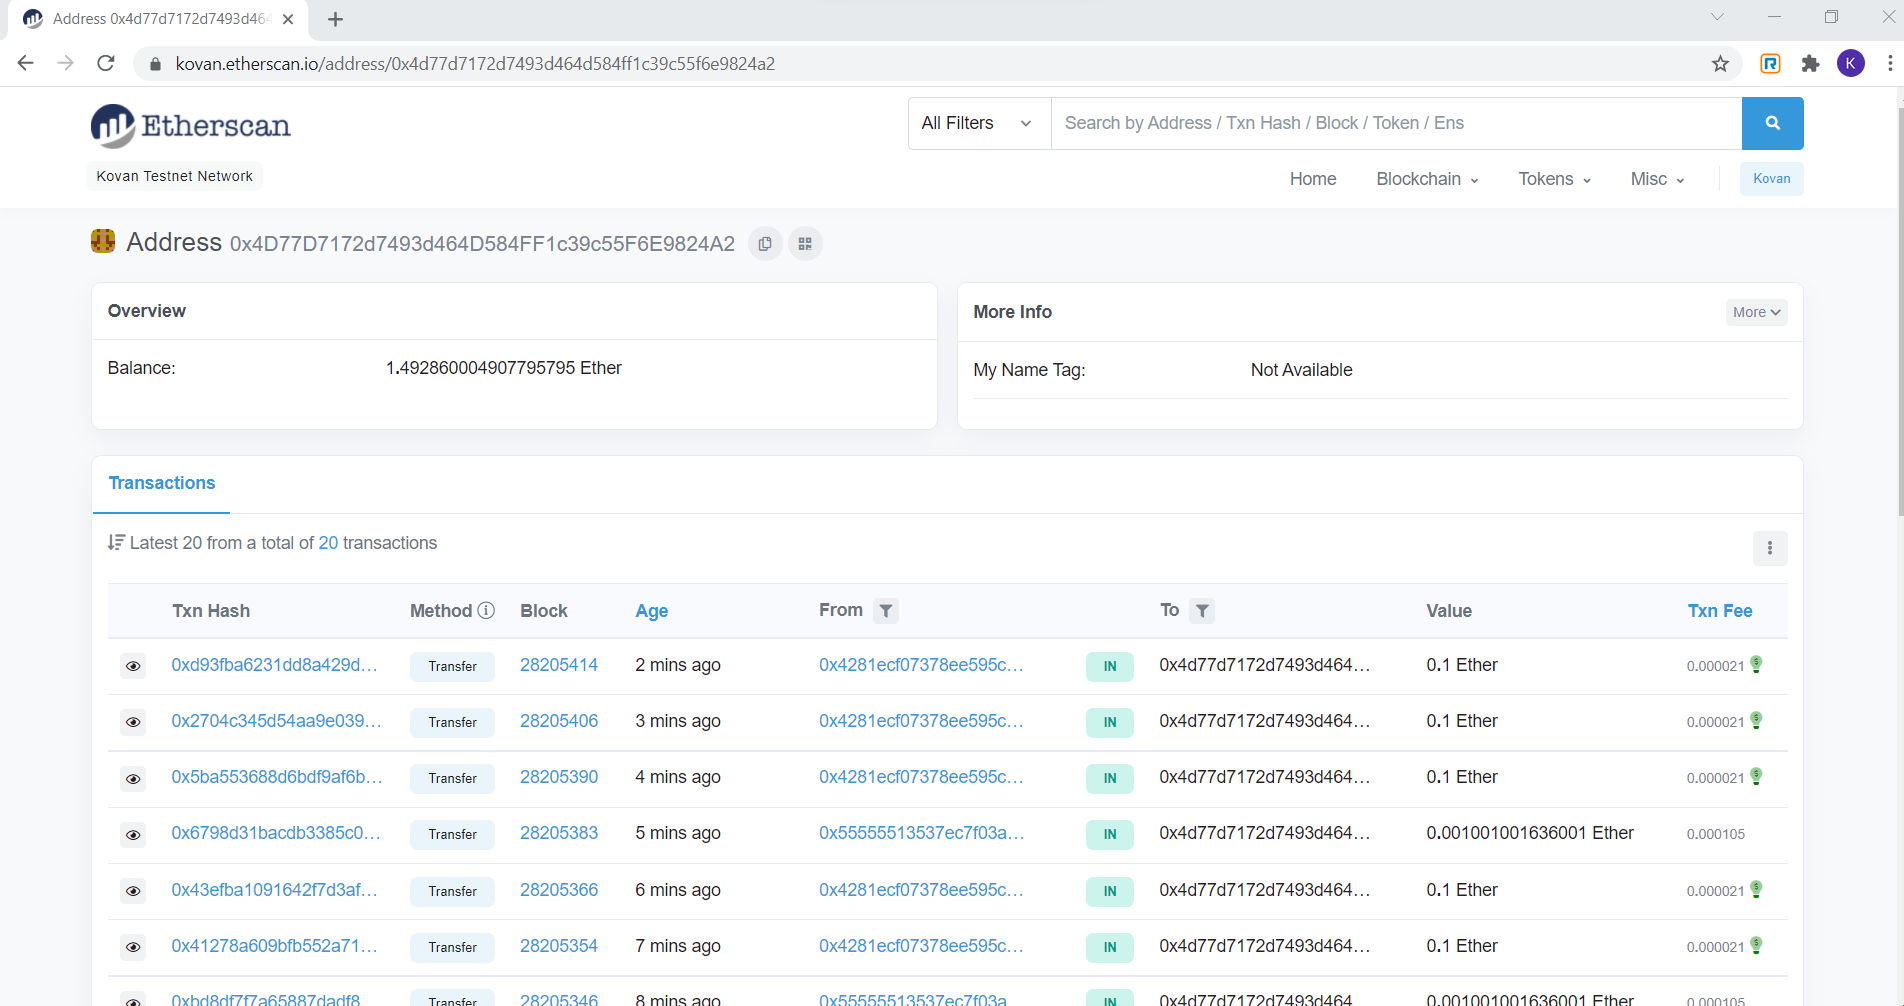 Address 0x4d77d7172d7493d464
kovan.etherscan.io/address/0x4d77d7172d7493d464d584ff1c39c55f6e9824a2
K
Etherscan
All Filters
Search by Address / Txn Hash / Block / Token / Ens
Kovan Testnet Network
Home Blockchain Tokens Misc Kovan
Address 0x4D77D7172d7493d464D584FF1c39c55F6E9824A2
Overview
Balance: 1.492860004907795795 Ether
More Info More
My Name Tag: Not Available
Transactions
Latest 20 from a total of 20 transactions
Txn Hash Method Block Age From To Value Txn Fee
0xd93fba6231dd8a429d... Transfer 28205414 2 mins ago 0x4281ecf07378ee595c... IN 0x4d77d7172d7493d464... 0.1 Ether 0.000021
0x2704c345d54aa9e039... Transfer 28205406 3 mins ago 0x4281ecf07378ee595c... IN 0x4d77d7172d7493d464... 0.1 Ether 0.000021
0x5ba553688d6bdf9af6b... Transfer 28205390 4 mins ago 0x4281ecf07378ee595c... IN 0x4d77d7172d7493d464... 0.1 Ether 0.000021
0x6798d31bacdb3385c0... Transfer 28205383 5 mins ago 0x55555513537ec7f03a... IN 0x4d77d7172d7493d464... 0.001001001636001 Ether 0.000105
0x43efba1091642f7d3af... Transfer 28205366 6 mins ago 0x4281ecf07378ee595c... IN 0x4d77d7172d7493d464... 0.1 Ether 0.000021
0x41278a609bfb552a71... Transfer 28205354 7 mins ago 0x4281ecf07378ee595c... IN 0x4d77d7172d7493d464... 0.1 Ether 0.000021
0xbd8df7f7a65887dadf8 Transfer 28205346 8 mins ago 0x55555513537ec7f03a IN 0x4d77d7172d7493d464 0.001001001636001 Ether 0.000105